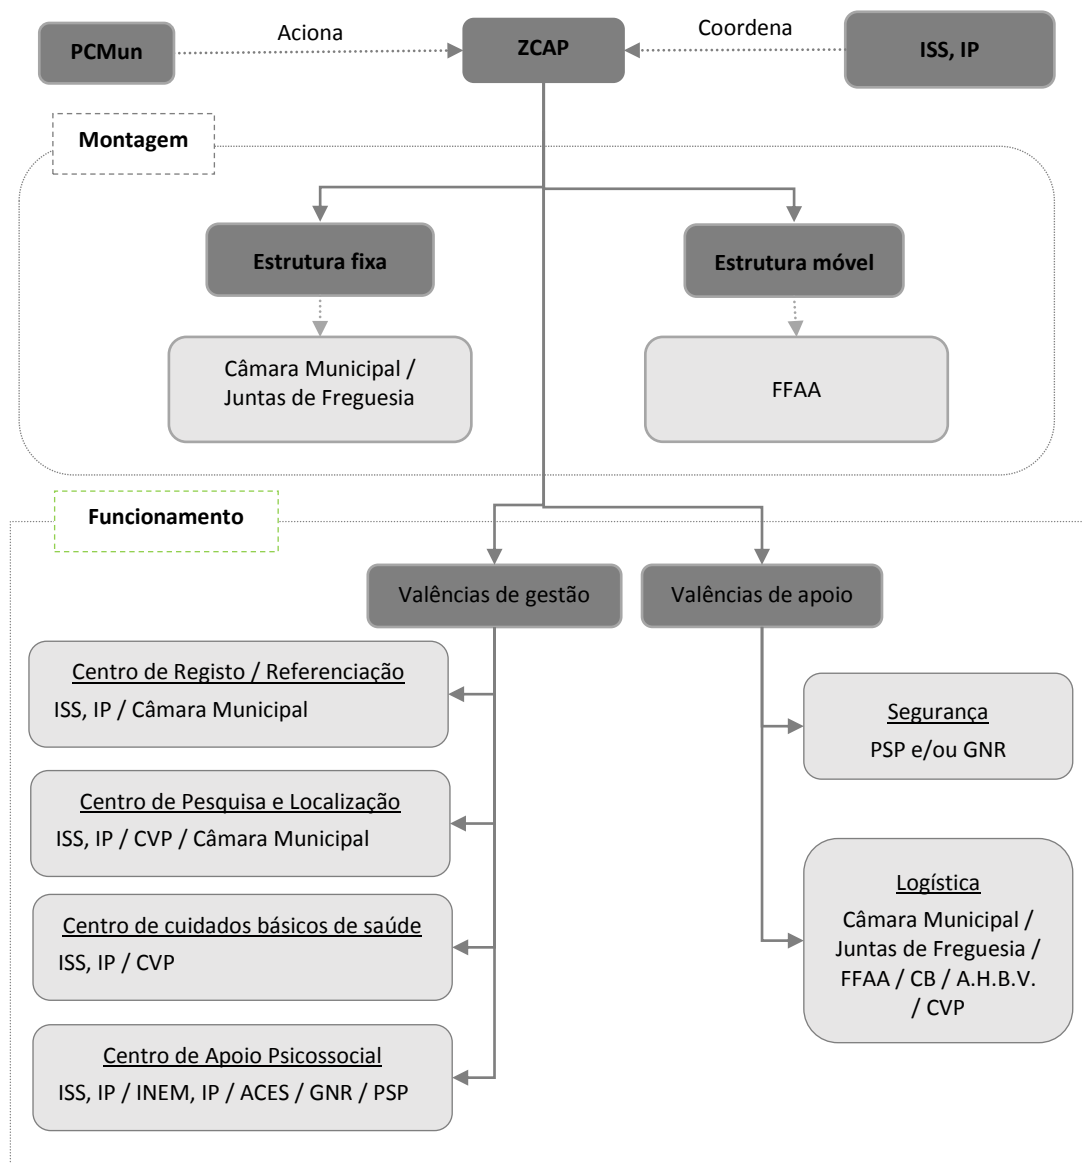 Aciona
Coordena
PCMun
ZCAP
ISS, IP
Montagem
Estrutura fixa
Estrutura móvel
Câmara Municipal /
Juntas de Freguesia
FFAA
Funcionamento
Valências de gestão
Valências de apoio
Centro de Registo / Referenciação
ISS, IP / Câmara Municipal
Segurança
PSP e/ou GNR
Centro de Pesquisa e Localização
ISS, IP / CVP / Câmara Municipal
Centro de cuidados básicos de saúde
ISS, IP / CVP
Logística
Câmara Municipal /
Juntas de Freguesia /
FFAA / CB / A.H.B.V.
/ CVP
Centro de Apoio Psicossocial
ISS, IP / INEM, IP / ACES / GNR / PSP